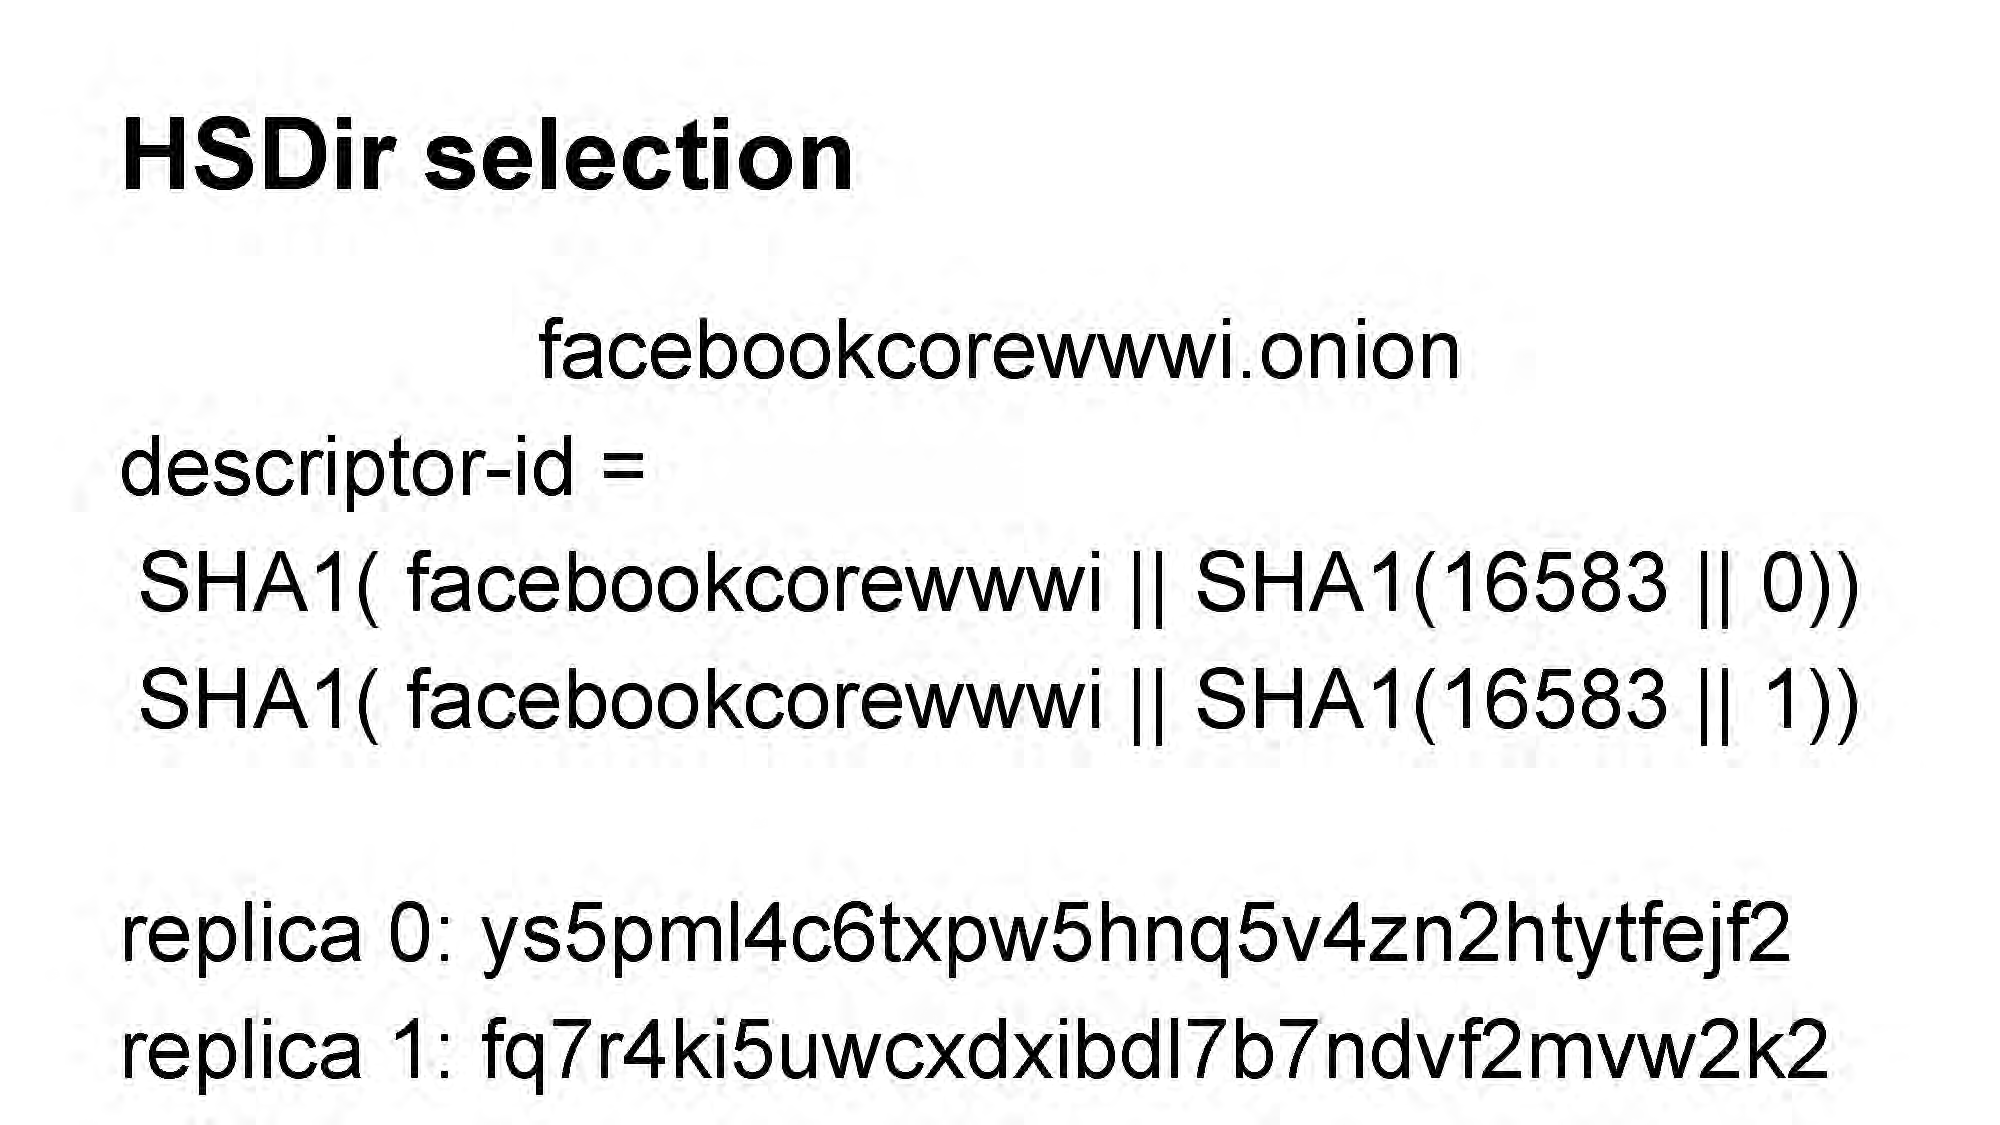 HSDir selection
facebookcorewwwi.onion
descriptor-id =
SHA1( facebookcorewwwi || SHA1(16583 || 0))
SHA1( facebookcorewwwi || SHA1(16583 || 1))
replica 0: ys5pml4c6txpw5hnq5v4zn2htytfejf2
replica 1: fq7r4ki5uwcxdxibdl7b7ndvf2mvw2k2